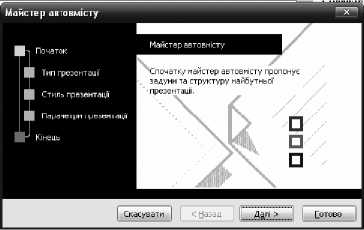 Майстер автовмісту
Початок
Тип презентації
Стиль презентації
Параметри презентації
Кінець
Майстер автовмісту
Спочатку майстер автовмісту пропонує
задуми та структуру майбутньої
презентації.
Скасувати
< Назад
Далі >
Готово